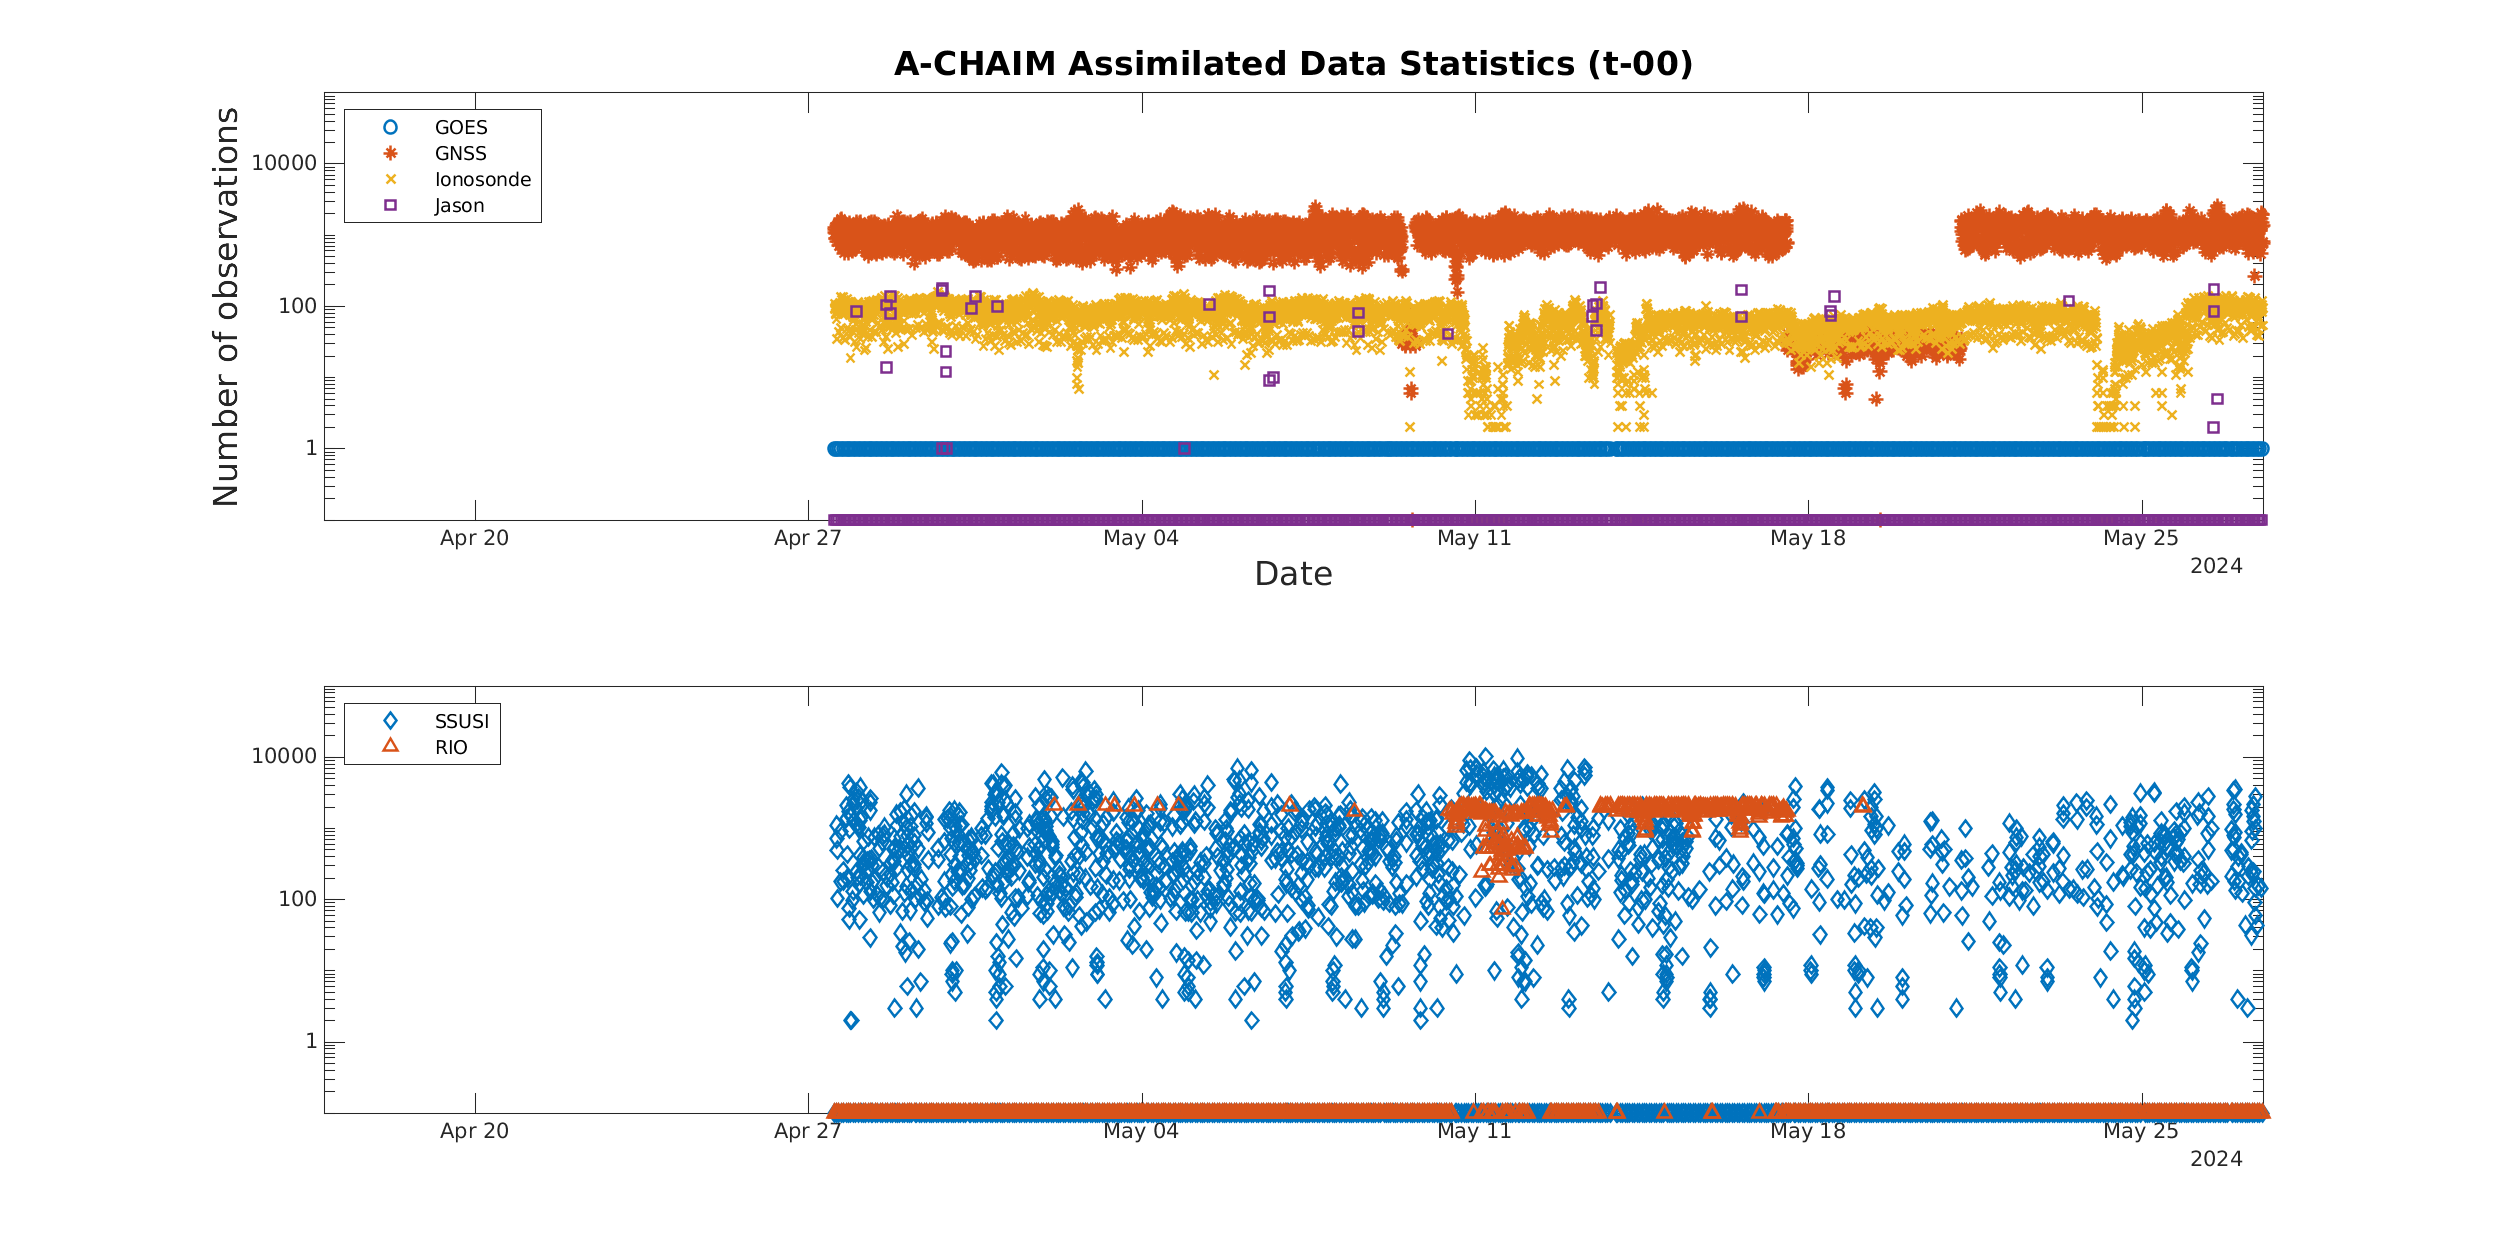 A-CHAIM Assimilated Data Statistics (t-00)
Number of observations
10000
100
1
GOES
GNSS
Ionosonde
Jason
Apr 20
Apr 27
May 04
May 11
May 18
May 25
2024
Date
10000
100
1
SSUSI
RIO
Apr 20
Apr 27
May 04
May 11
May 18
May 25
2024